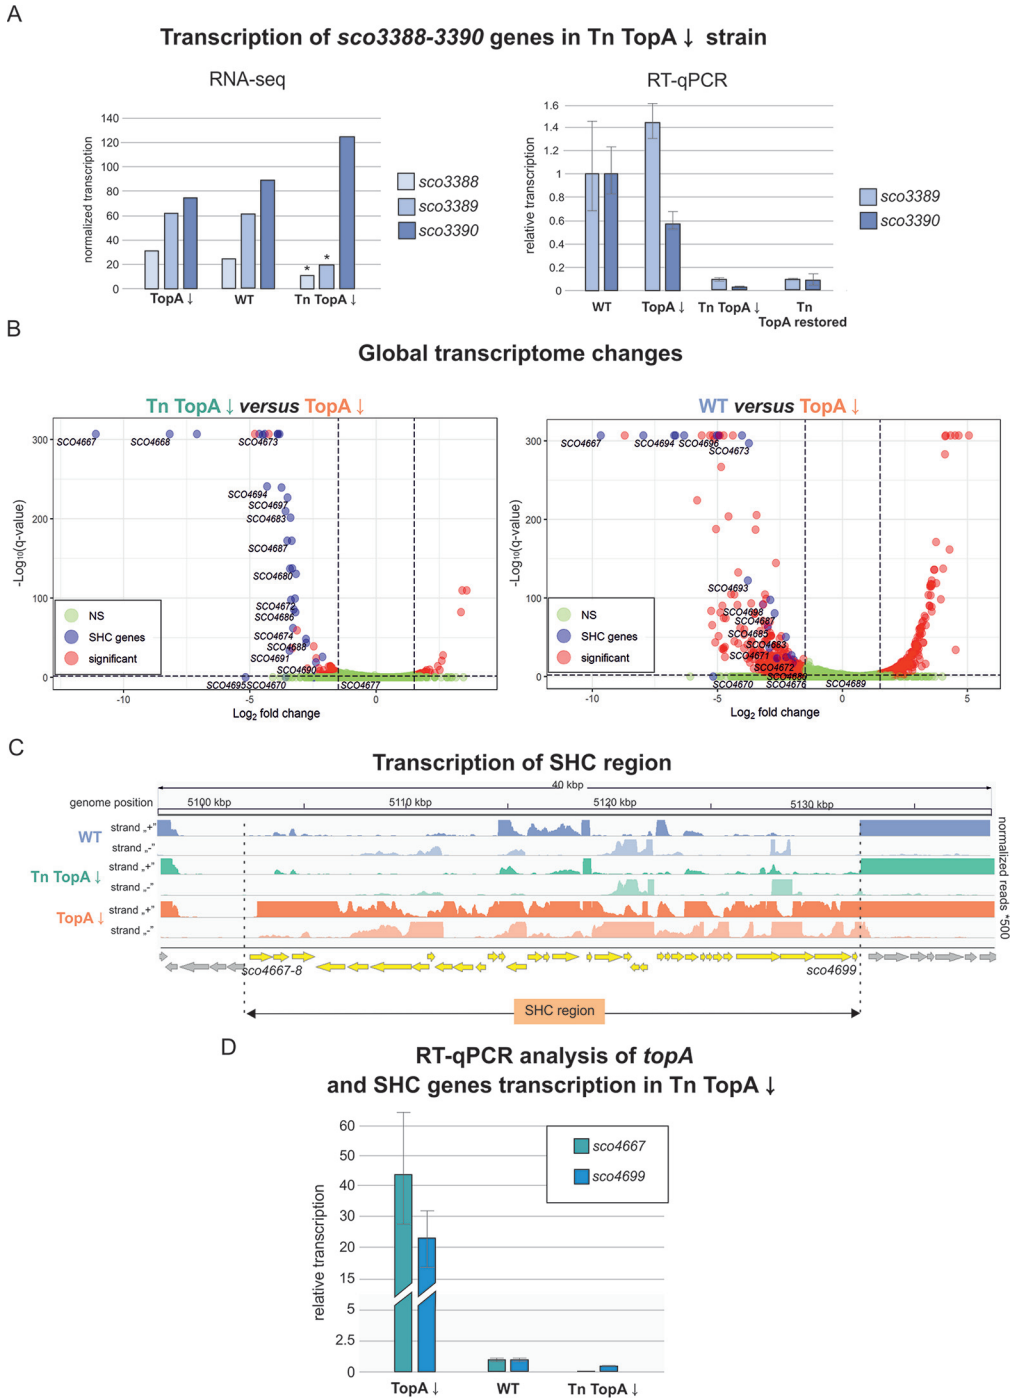 A
Transcription of sco3388-3390 genes in Tn TopA↓ strain
RNA-seq
normalized transcription
140
120
100
80
60
40
20
0
* *
TopA↓ WT Tn TopA↓
sco3388
sco3389
sco3390
RT-qPCR
relative transcription
1.6
1.4
1.2
1
0.8
0.6
0.4
0.2
0
WT TopA↓ Tn TopA↓ Tn
TopA restored
sco3389
sco3390
B
Global transcriptome changes
Tn TopA↓ versus TopA↓
-Log10(q-value)
300
200
100
0
SCO4667 SCO4668 SCO4673
SCO4694
SCO4697
SCO4683
SCO4687
SCO4680
SCO4672
SCO4686
SCO4674
SCO4688
SCO4691
SCO4690
SCO4695 SCO4670 SCO4677
NS
SHC genes
significant
-10 -5 0
Log2 fold change
WT versus TopA↓
-Log10(q-value)
300
200
100
0
SCO4667 SCO4694 SCO4696
SCO4673
SCO4693
SCO4698
SCO4687
SCO4685
SCO4683
SCO4671
SCO4672
SCO4670 SCO4689
NS
SHC genes
significant
-10 -5 0 5
Log2 fold change
C
Transcription of SHC region
40 kbp
genome position 5100 kbp 5110 kbp 5120 kbp 5130 kbp
WT
strand „+"
strand „-"
Tn TopA↓
strand „+"
strand „-"
TopA↓
strand „+"
strand „-"
normalized reads *500
sco4667-8 sco4699
SHC region
D
RT-qPCR analysis of topA
and SHC genes transcription in Tn TopA↓
relative transcription
60
50
40
30
20
15
5
2.5
0
sco4667
sco4699
TopA↓ WT Tn TopA↓